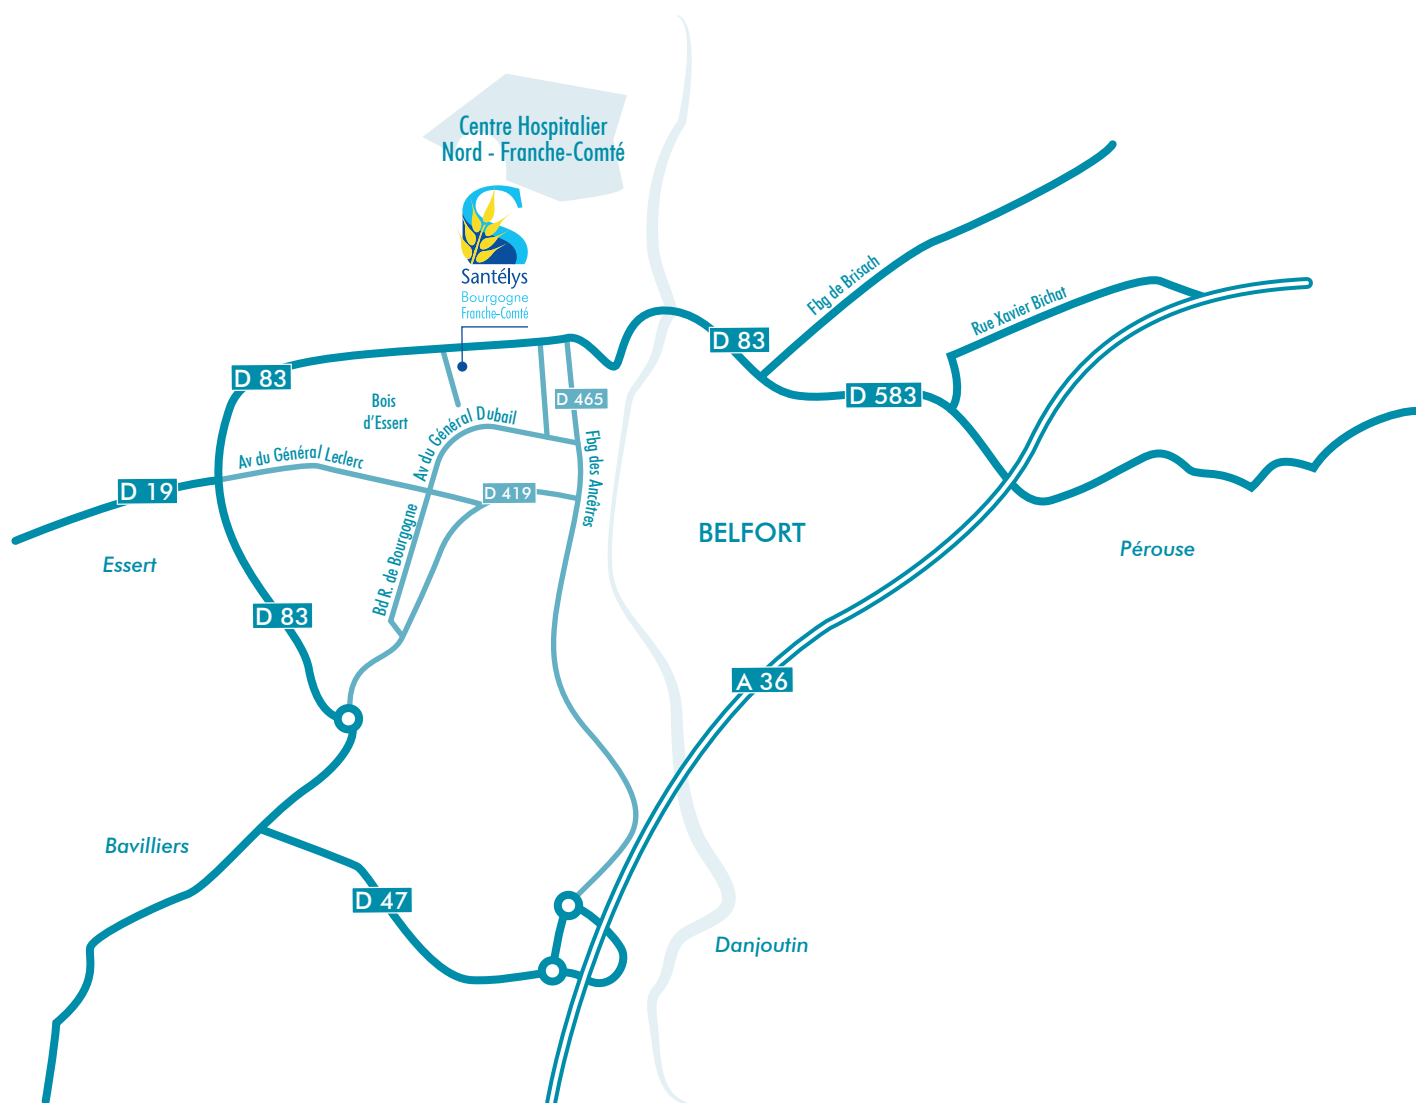 Centre Hospitalier
Nord - Franche-Comté
Santélys
Bourgogne
Franche-Comté
Fbg de Brisach
Rue Xavier Bichat
D 83
D 83
D 583
D 465
Bois
d'Essert
Av du Général Dubail
Av du Général Leclerc
Fbg des Ancêtres
D 19
D 419
BELFORT
Pérouse
Essert
Bd R. de Bourgogne
D 83
A 36
Bavilliers
D 47
Danjoutin